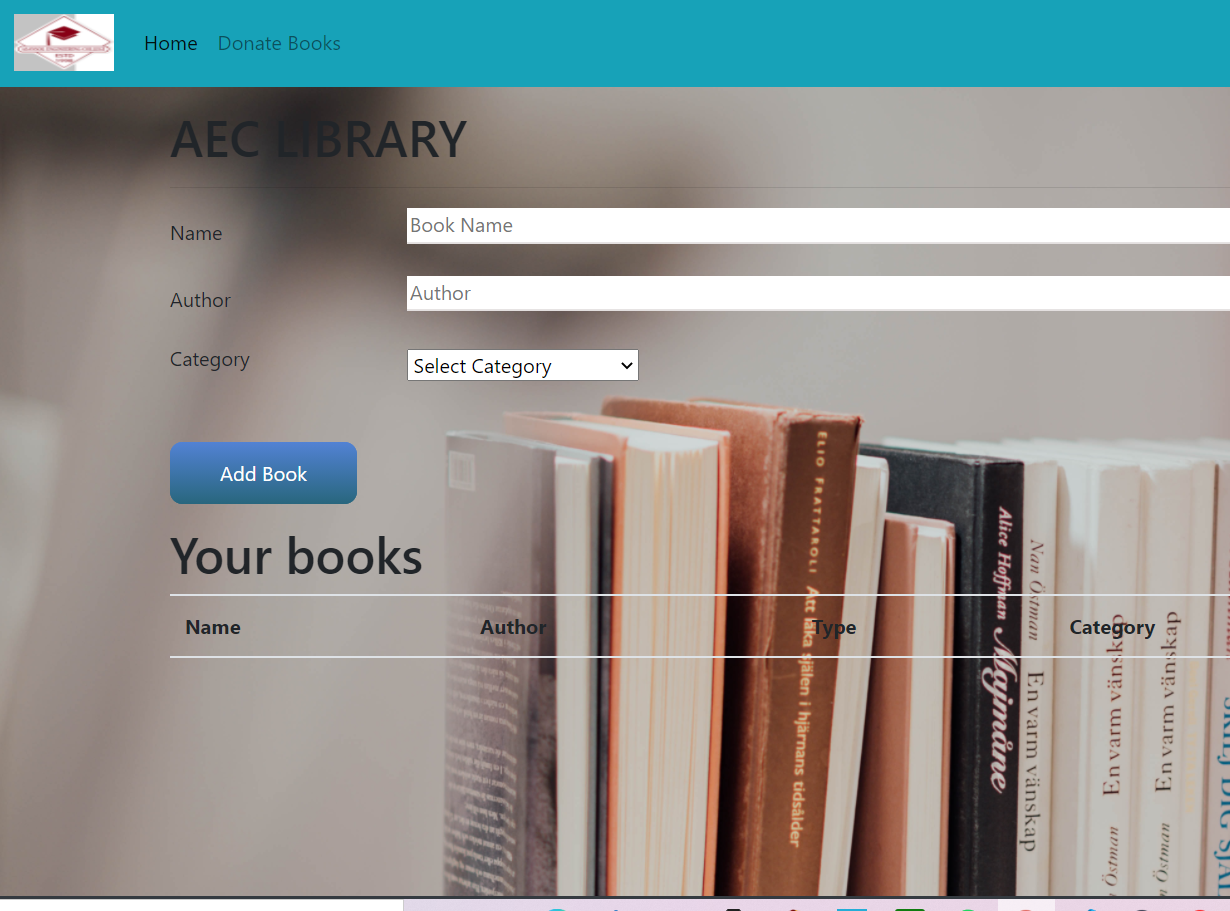 Home Donate Books
AEC LIBRARY
Name
Book Name
Author
Author
Category
Select Category
Add Book
Your books
Name Author Type Category
ELIO FRATTAROLI Att läka själen i hjärnans tidsålder
Alice Hoffman Majmåne
Nan Östman En varm vänskap
En varm vänskap
Östman
En varm vänskap
Östman